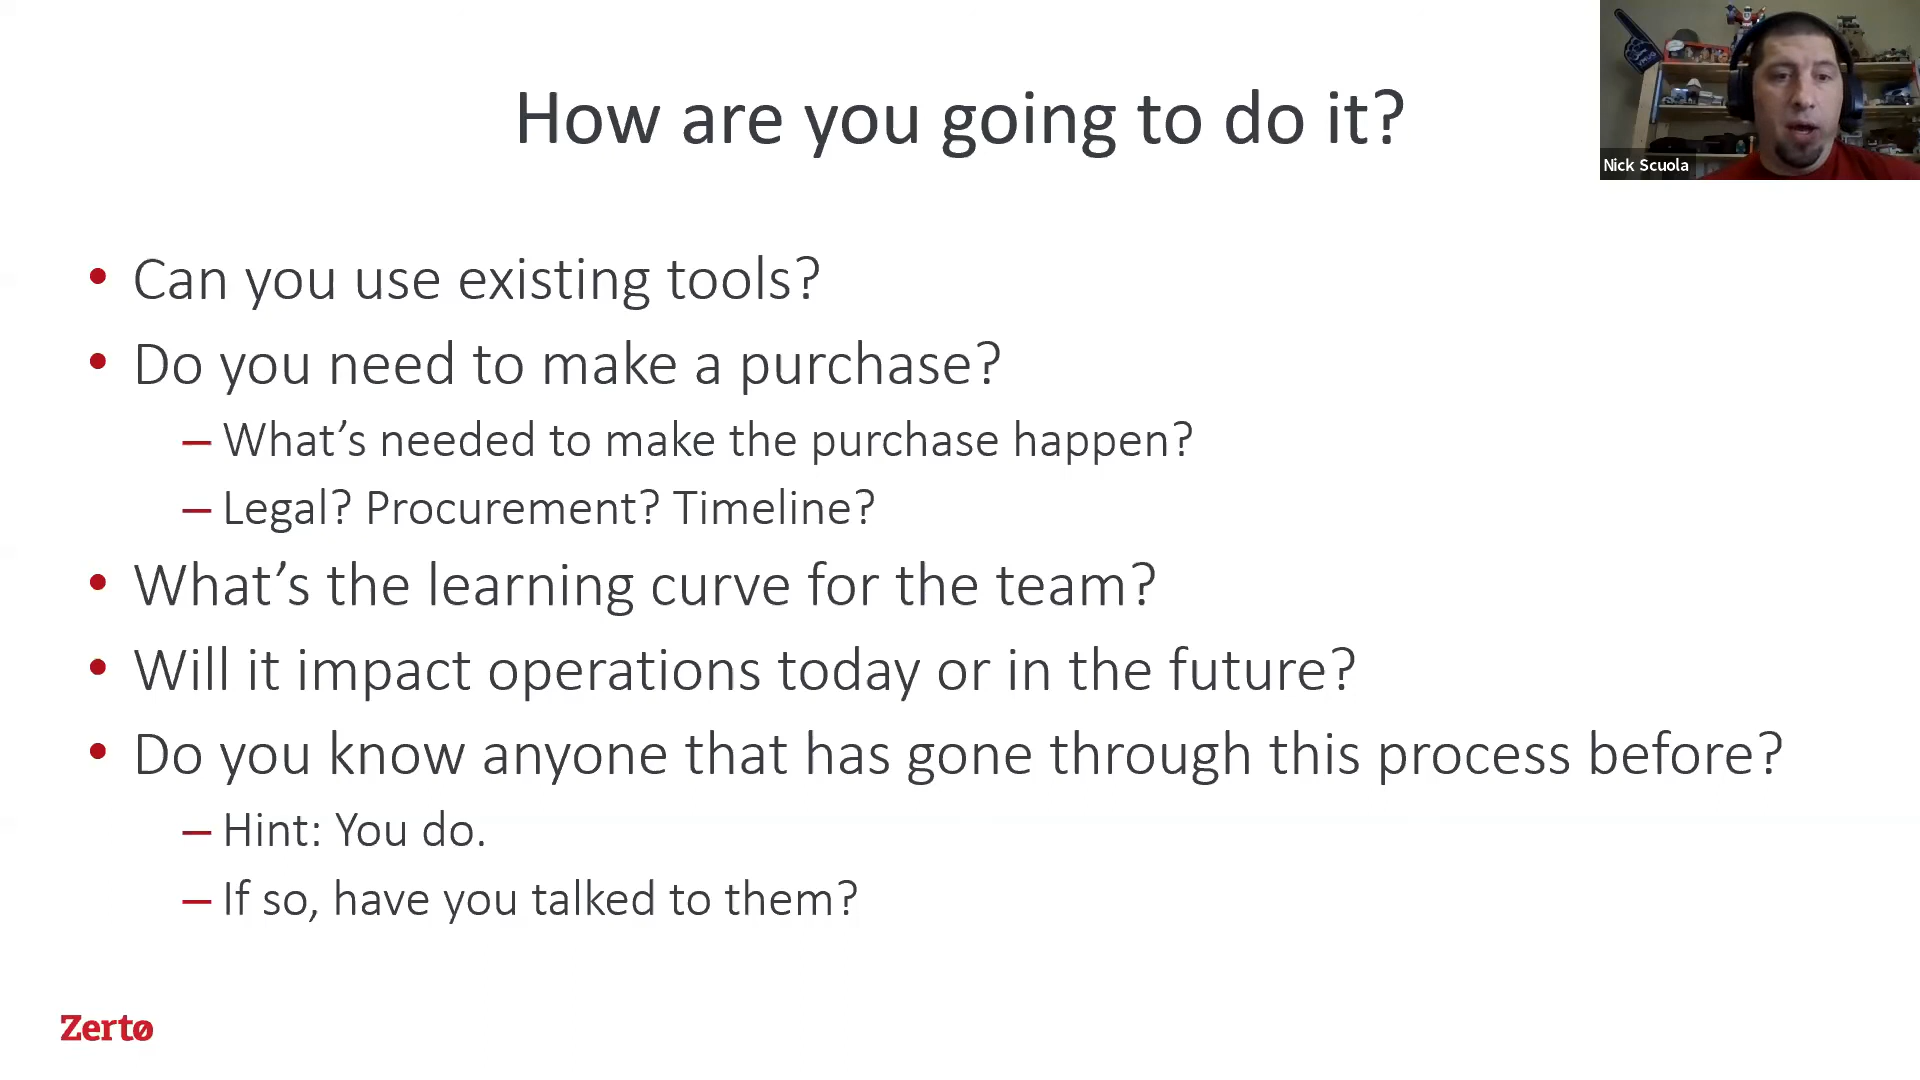 How are you going to do it?
Nick Scuola
• Can you use existing tools?
• Do you need to make a purchase?
– What’s needed to make the purchase happen?
– Legal? Procurement? Timeline?
• What’s the learning curve for the team?
• Will it impact operations today or in the future?
• Do you know anyone that has gone through this process before?
– Hint: You do.
– If so, have you talked to them?
Zertø